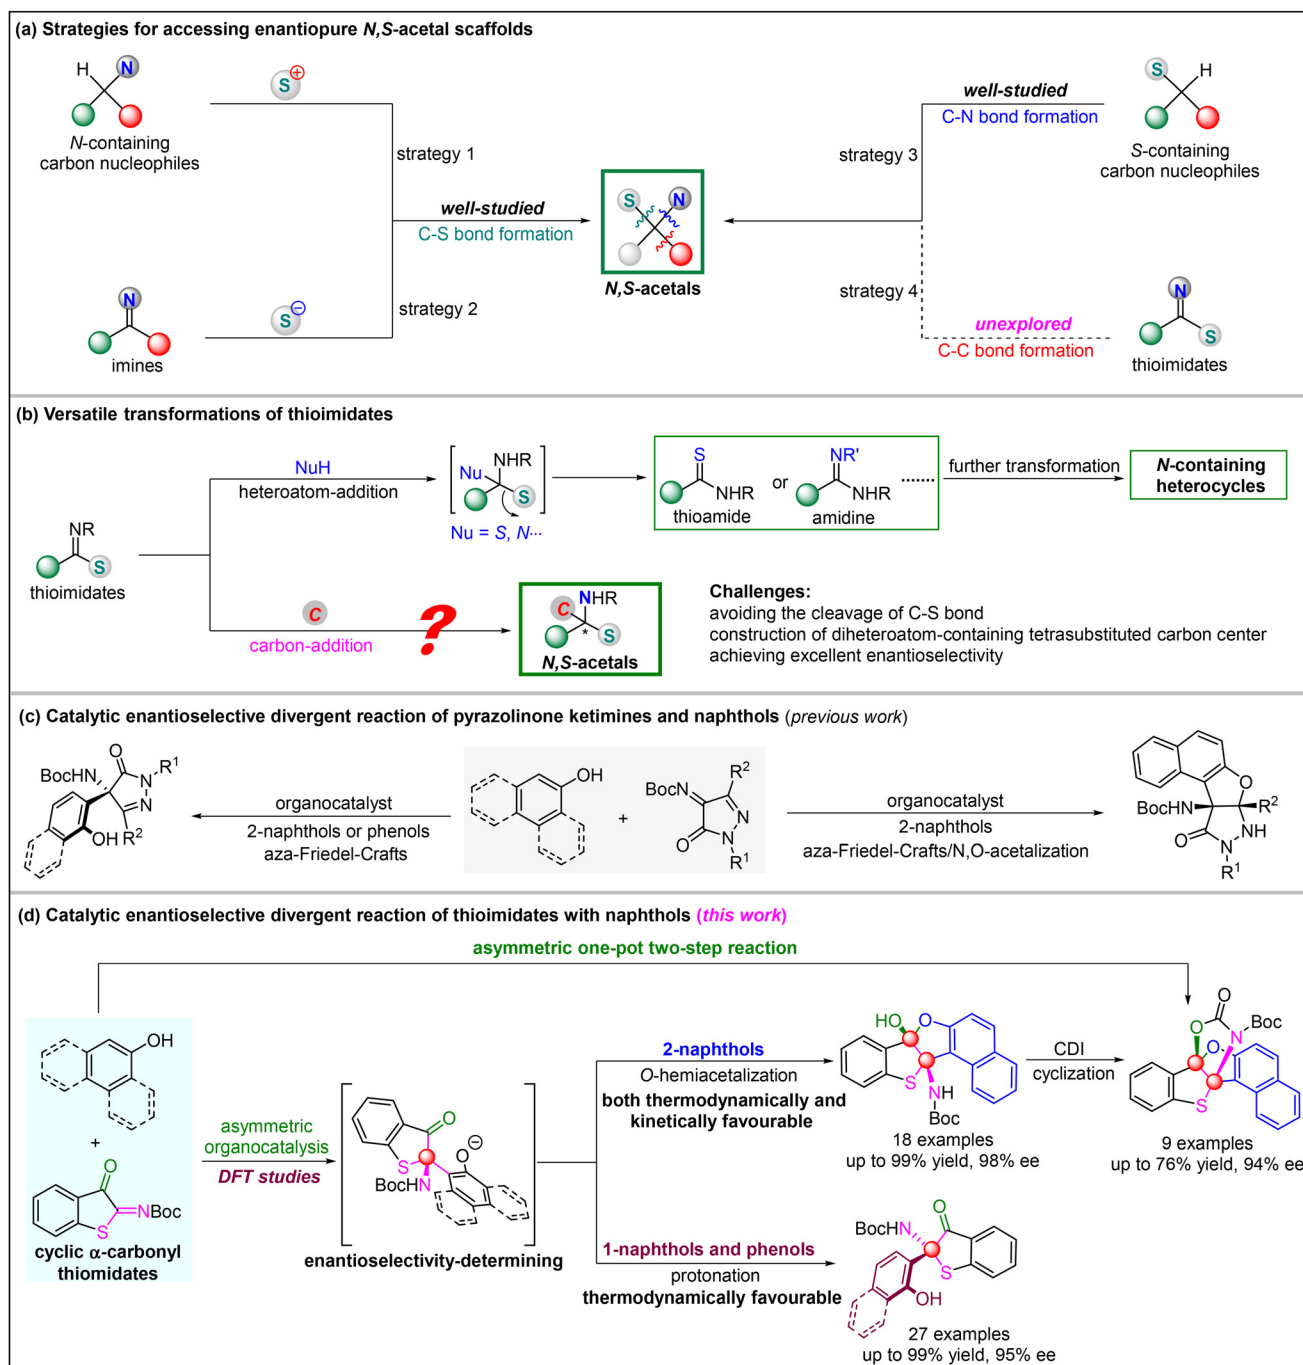 (a) Strategies for accessing enantiopure N,S-acetal scaffolds
H
N
S
+
N-containing
carbon nucleophiles
strategy 1
well-studied
C-S bond formation
N
S
−
imines
strategy 2
S
N
N,S-acetals
well-studied
C-N bond formation
strategy 3
S
H
S-containing
carbon nucleophiles
strategy 4
unexplored
C-C bond formation
N
S
thioimidates
(b) Versatile transformations of thioimidates
NR
S
thioimidates
NuH
heteroatom-addition
Nu
NHR
S
Nu = S, N···
S
NHR
thioamide
or
NR'
NHR
amidine
·······
further transformation
N-containing
heterocycles
C
carbon-addition
?
C
NHR
S
*
N,S-acetals
Challenges:
avoiding the cleavage of C-S bond
construction of diheteroatom-containing tetrasubstituted carbon center
achieving excellent enantioselectivity
(c) Catalytic enantioselective divergent reaction of pyrazolinone ketimines and naphthols (previous work)
O
BocHN
N
R1
N
OH
R2
organocatalyst
2-naphthols or phenols
aza-Friedel-Crafts
OH
+
BocN
R2
N
N
O
R1
organocatalyst
2-naphthols
aza-Friedel-Crafts/N,O-acetalization
O
BocHN
R2
O
NH
N
R1
(d) Catalytic enantioselective divergent reaction of thioimidates with naphthols (this work)
asymmetric one-pot two-step reaction
OH
+
O
NBoc
S
cyclic α-carbonyl
thiomidates
asymmetric
organocatalysis
DFT studies
O
S
O
−
BocHN
enantioselectivity-determining
2-naphthols
O-hemiacetalization
both thermodynamically and
kinetically favourable
HO
O
S
NH
Boc
18 examples
up to 99% yield, 98% ee
CDI
cyclization
O
O
N
Boc
O
S
9 examples
up to 76% yield, 94% ee
1-naphthols and phenols
protonation
thermodynamically favourable
BocHN
O
S
OH
27 examples
up to 99% yield, 95% ee